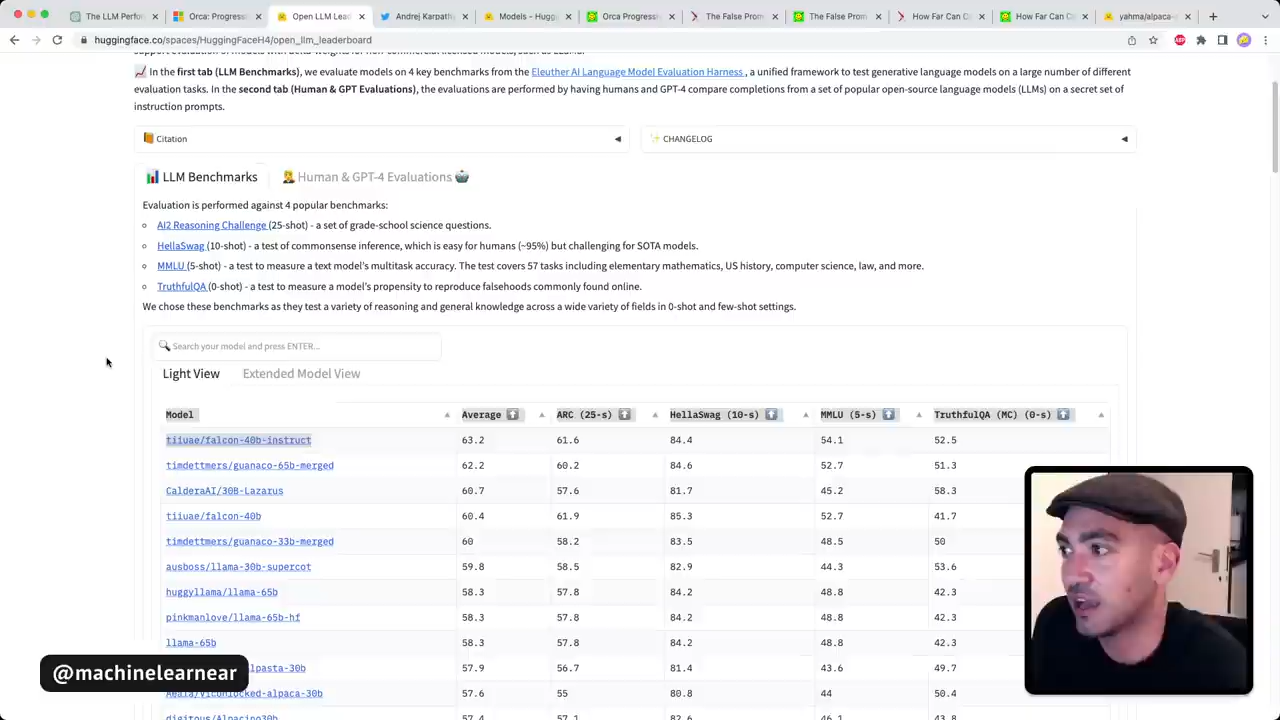 The LLM Perfor
Orca Progress
Open LLM Lea
Andrej Karpath
Models - Hugg
Orca Progress
The False Prom
The False Prom
How Far Can C
How Far Can C
yahma/alpaca-
huggingface.co/spaces/HuggingFaceH4/open_llm_leaderboard
📈 In the first tab (LLM Benchmarks), we evaluate models on 4 key benchmarks from the Eleuther AI Language Model Evaluation Harness , a unified framework to test generative language models on a large number of different
evaluation tasks. In the second tab (Human & GPT Evaluations), the evaluations are performed by having humans and GPT-4 compare completions from a set of popular open-source language models (LLMs) on a secret set of
instruction prompts.
Citation
CHANGELOG
LLM Benchmarks
Human & GPT-4 Evaluations
Evaluation is performed against 4 popular benchmarks:
AI2 Reasoning Challenge (25-shot) - a set of grade-school science questions.
HellaSwag (10-shot) - a test of commonsense inference, which is easy for humans (~95%) but challenging for SOTA models.
MMLU (5-shot) - a test to measure a text model's multitask accuracy. The test covers 57 tasks including elementary mathematics, US history, computer science, law, and more.
TruthfulQA (0-shot) - a test to measure a model's propensity to reproduce falsehoods commonly found online.
We chose these benchmarks as they test a variety of reasoning and general knowledge across a wide variety of fields in 0-shot and few-shot settings.
Search your model and press ENTER...
Light View Extended Model View
Model Average ARC (25-s) HellaSwag (10-s) MMLU (5-s) TruthfulQA (MC) (0-s)
tiiuae/falcon-40b-instruct 63.2 61.6 84.4 54.1 52.5
timdettmers/guanaco-65b-merged 62.2 60.2 84.6 52.7 51.3
CalderaAI/30B-Lazarus 60.7 57.6 81.7 45.2 58.3
tiiuae/falcon-40b 60.4 61.9 85.3 52.7 41.7
timdettmers/guanaco-33b-merged 60 58.2 83.5 48.5 50
ausboss/llama-30b-supercot 59.8 58.5 82.9 44.3 53.6
huggyllama/llama-65b 58.3 57.8 84.2 48.8 42.3
pinkmanlove/llama-65b-hf 58.3 57.8 84.2 48.8 42.3
llama-65b 58.3 57.8 84.2 48.8 42.3
lpasta-30b 57.9 56.7 81.4 43.6 49.7
57.6 55 80.8 44 50.4
digitous/Alpacino30b 57.4 57.1 82.6 46.1 43.8
@machinelearnear